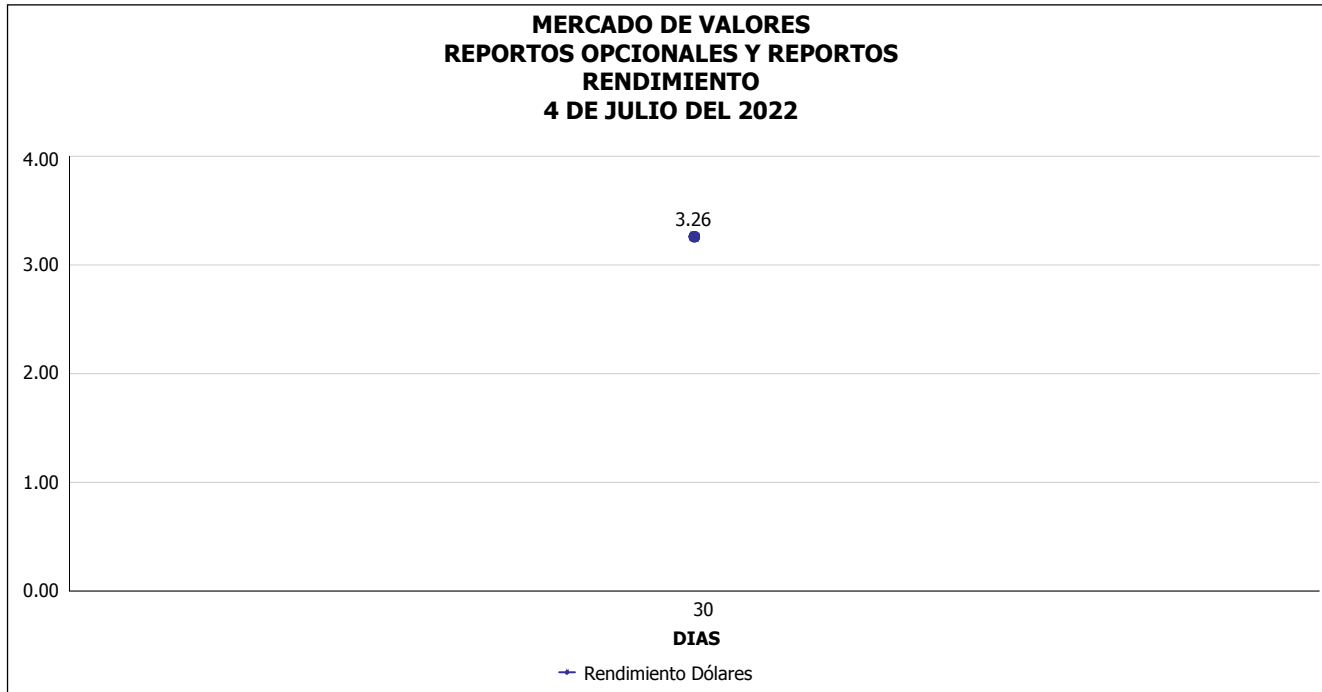 MERCADO DE VALORES
REPORTOS OPCIONALES Y REPORTOS
RENDIMIENTO
4 DE JULIO DEL 2022
4.00
3.26
3.00
2.00
1.00
0.00
30
DIAS
Rendimiento Dólares